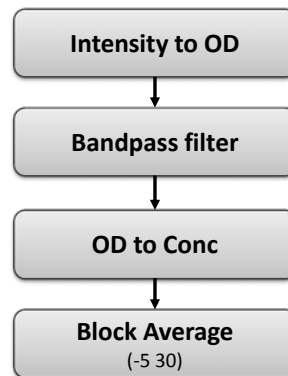 Intensity to OD
Bandpass filter
OD to Conc
Block Average
(-5 30)